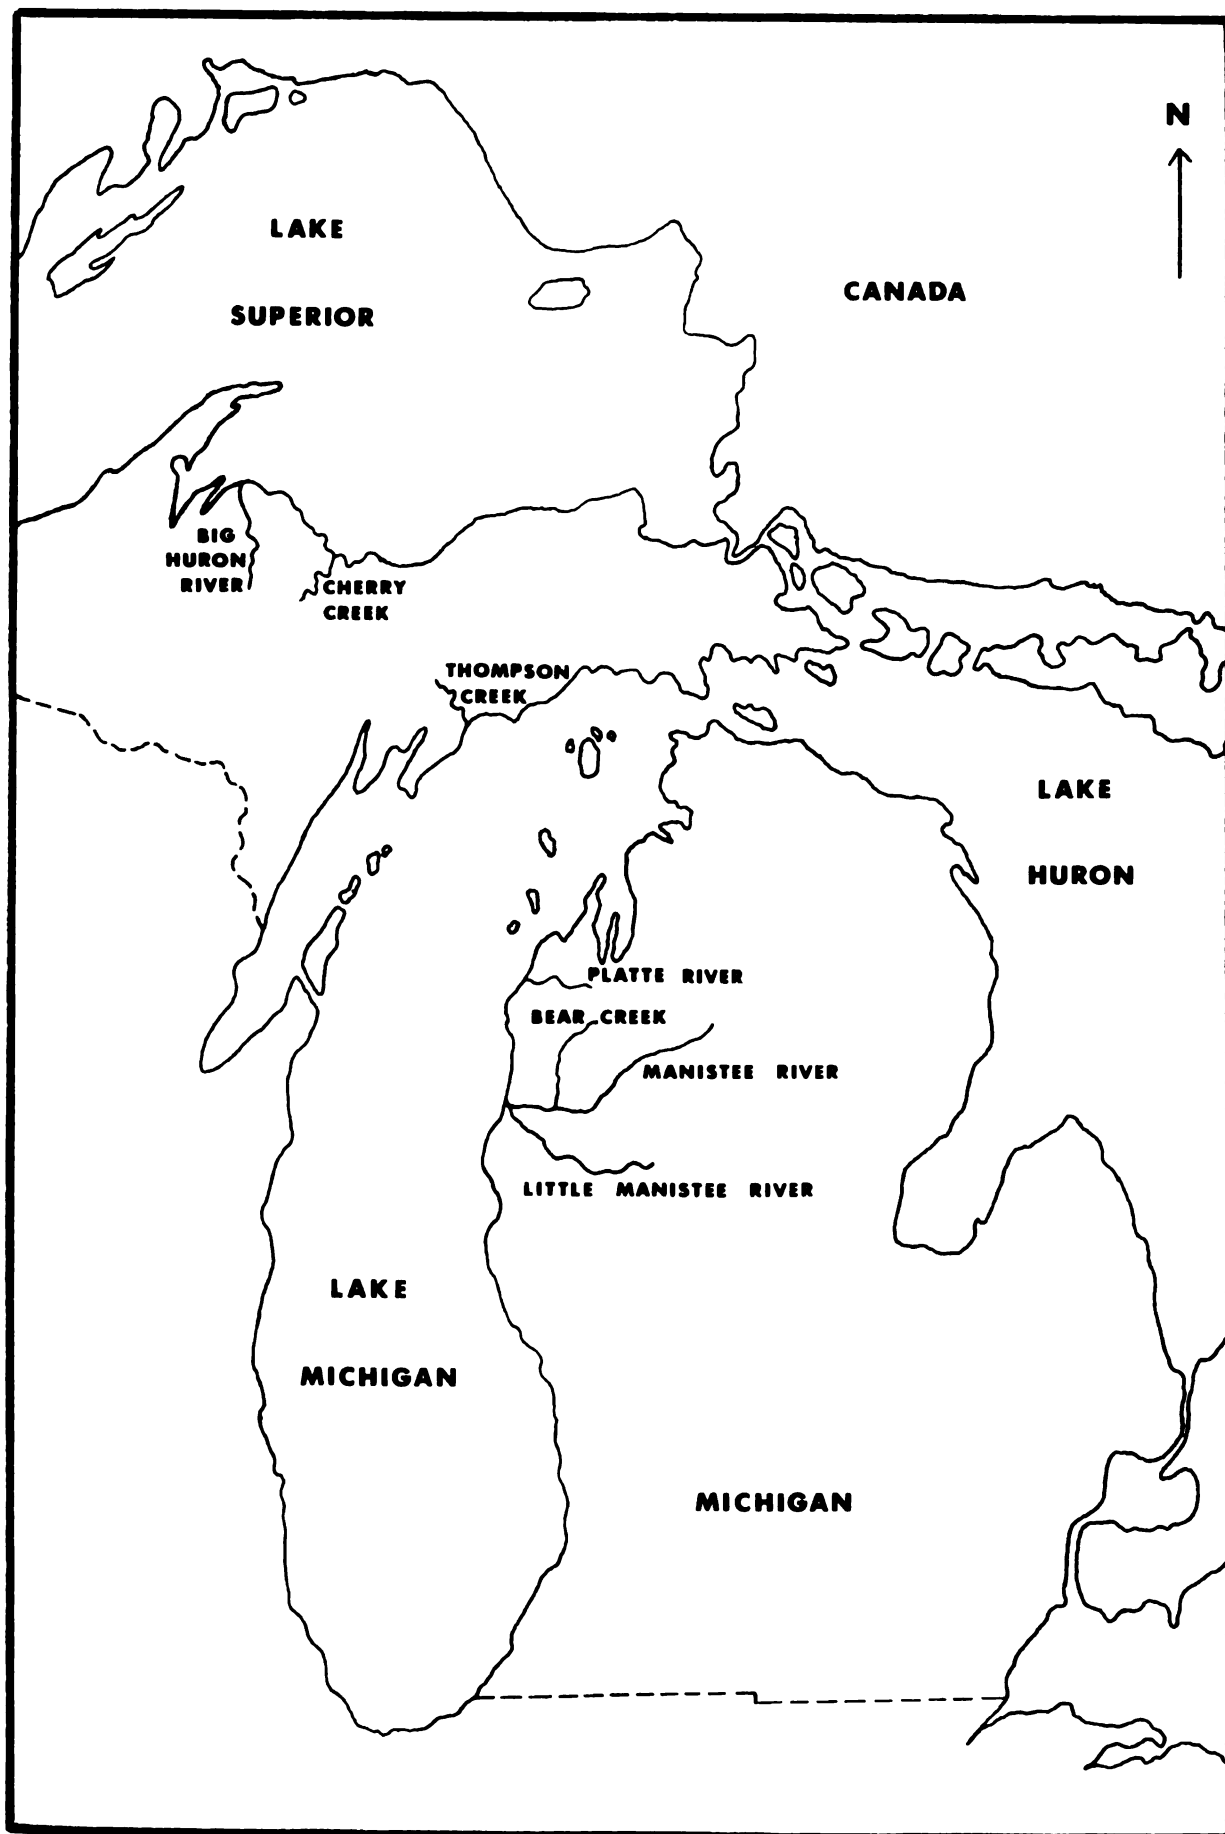 N
LAKE
SUPERIOR
CANADA
BIG
HURON
RIVER
CHERRY
CREEK
THOMPSON
CREEK
LAKE
HURON
PLATTE RIVER
BEAR CREEK
MANISTEE RIVER
LITTLE MANISTEE RIVER
LAKE
MICHIGAN
MICHIGAN